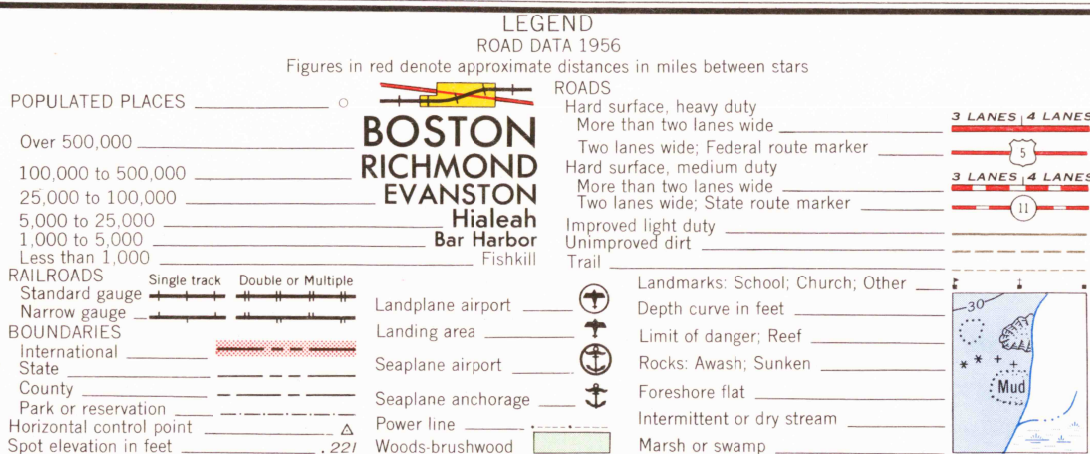 LEGEND
ROAD DATA 1956
Figures in red denote approximate distances in miles between stars
POPULATED PLACES
Over 500,000 BOSTON
100,000 to 500,000 RICHMOND
25,000 to 100,000 EVANSTON
5,000 to 25,000 Hialeah
1,000 to 5,000 Bar Harbor
Less than 1,000 Fishkill
ROADS
Hard surface, heavy duty
More than two lanes wide 3 LANES 4 LANES
Two lanes wide; Federal route marker 5
Hard surface, medium duty
More than two lanes wide 3 LANES 4 LANES
Two lanes wide; State route marker 11
Improved light duty
Unimproved dirt
Trail
RAILROADS Single track Double or Multiple
Standard gauge
Narrow gauge
BOUNDARIES
International
State
County
Park or reservation
Horizontal control point
Spot elevation in feet .221
Landplane airport
Landing area
Seaplane airport
Seaplane anchorage
Power line
Woods-brushwood
Landmarks: School; Church; Other
Depth curve in feet 30
Limit of danger; Reef
Rocks: Awash; Sunken
Foreshore flat Mud
Intermittent or dry stream
Marsh or swamp